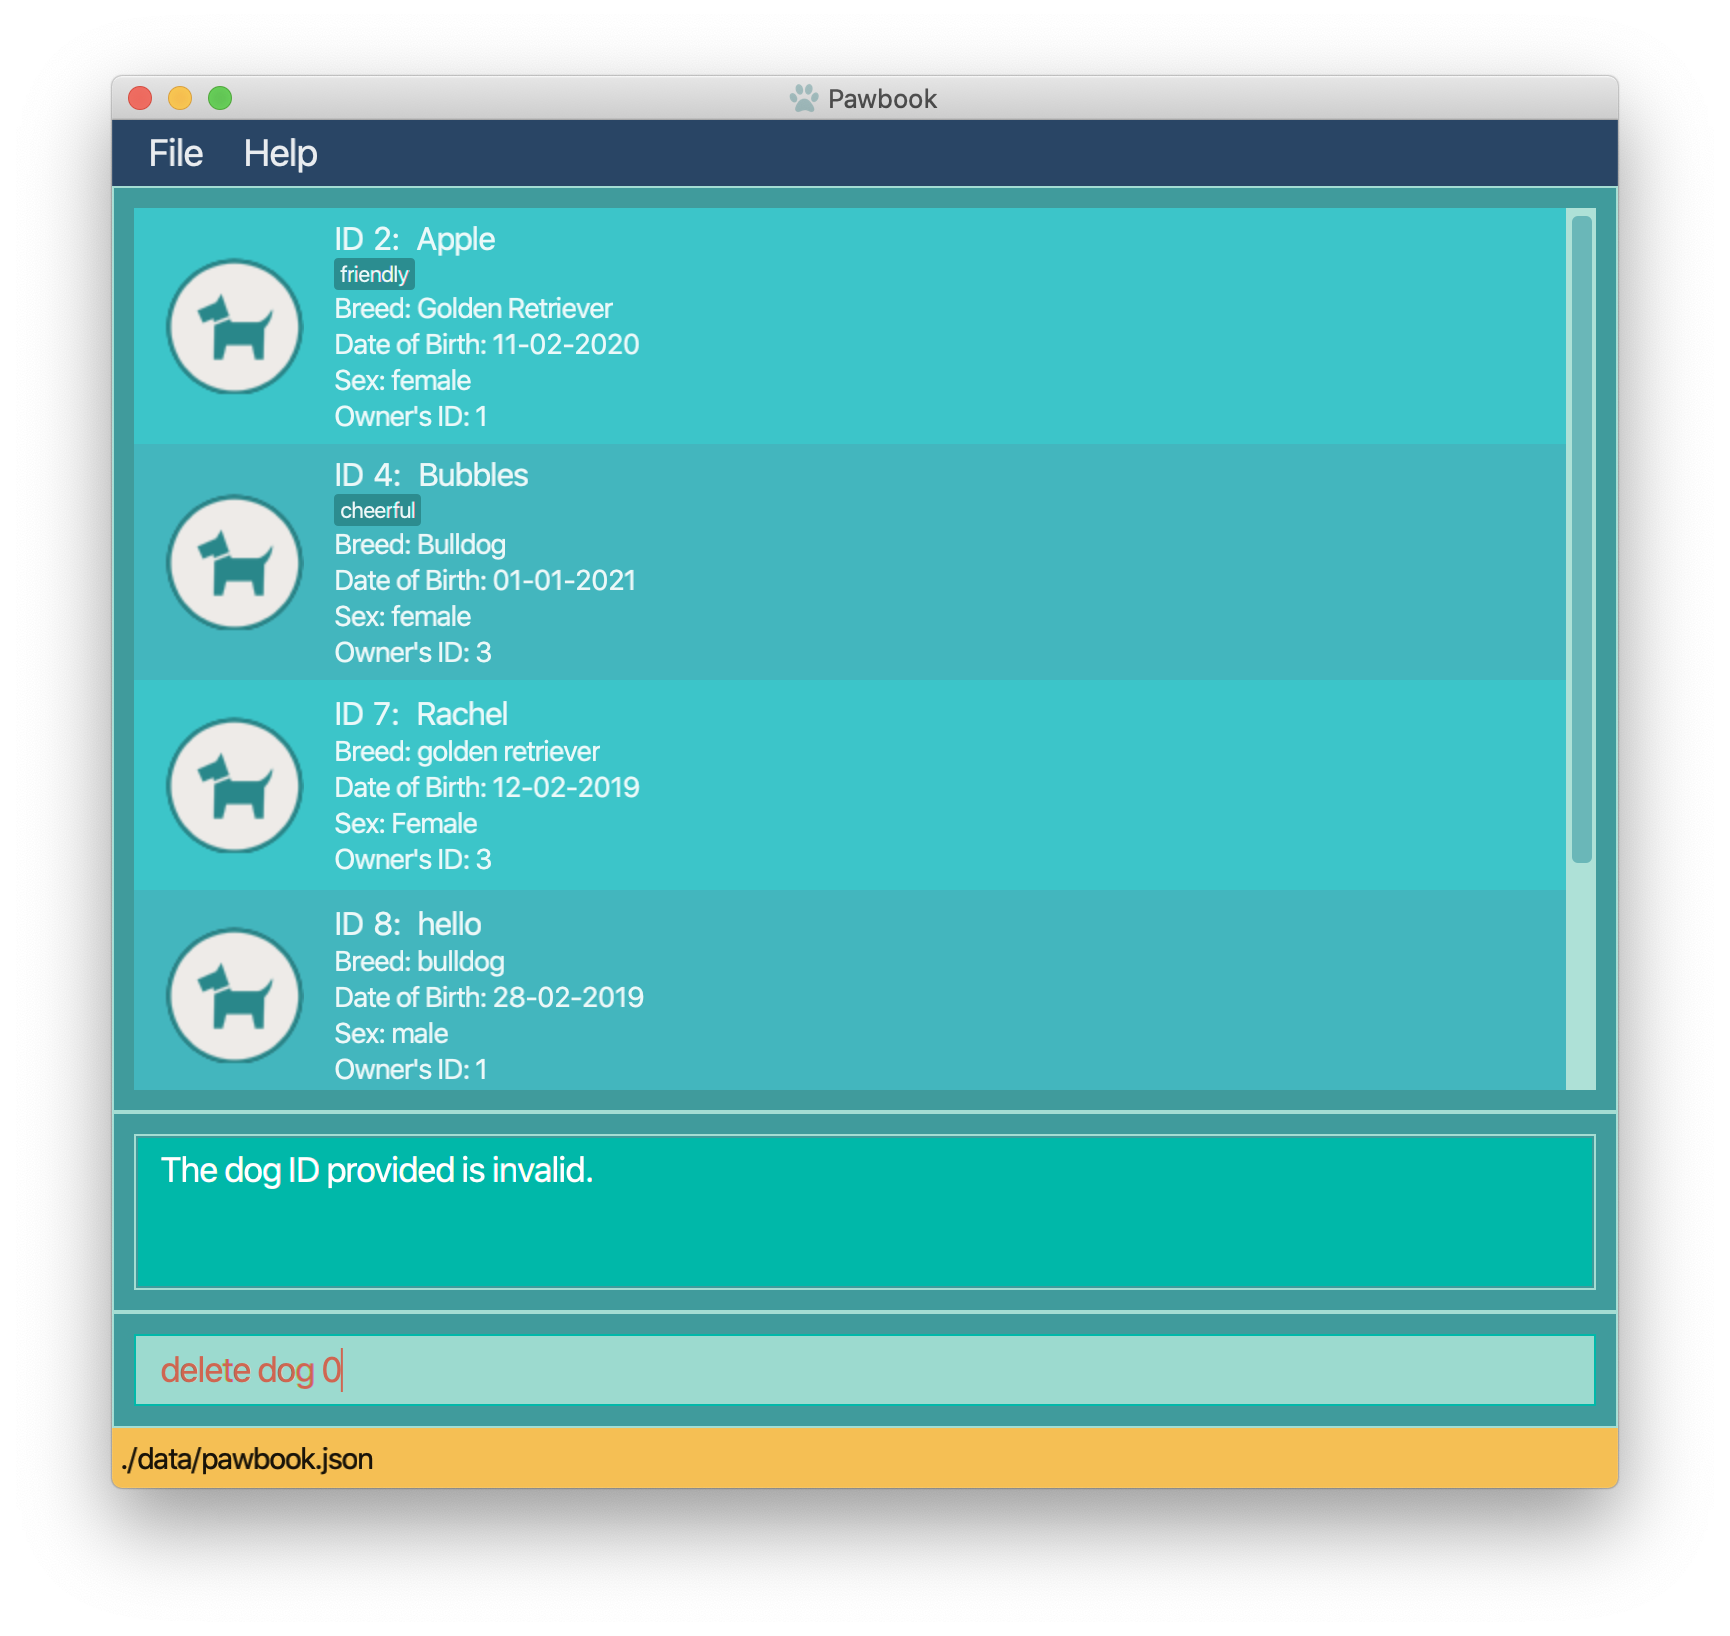 Pawbook
File Help
ID 2: Apple
friendly
Breed: Golden Retriever
Date of Birth: 11-02-2020
Sex: female
Owner's ID: 1
ID 4: Bubbles
cheerful
Breed: Bulldog
Date of Birth: 01-01-2021
Sex: female
Owner's ID: 3
ID 7: Rachel
Breed: golden retriever
Date of Birth: 12-02-2019
Sex: Female
Owner's ID: 3
ID 8: hello
Breed: bulldog
Date of Birth: 28-02-2019
Sex: male
Owner's ID: 1
The dog ID provided is invalid.
delete dog 0
./data/pawbook.json